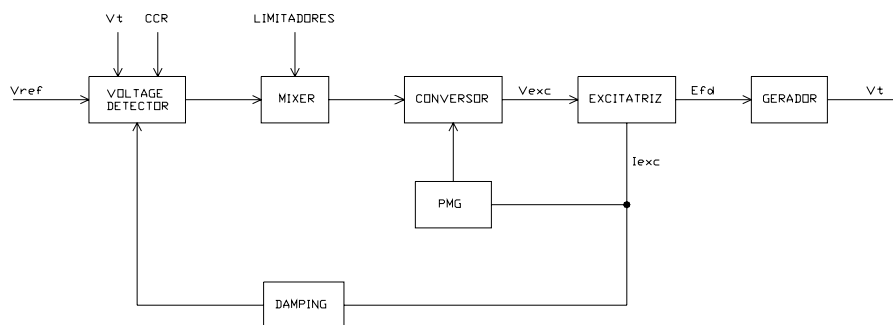 Vt
CCR
LIMITADORES
Vref
VOLTAGE
DETECTOR
MIXER
CONVERSOR
Vexc
EXCITATRIZ
Efd
GERADOR
Vt
Iexc
PMG
DAMPING